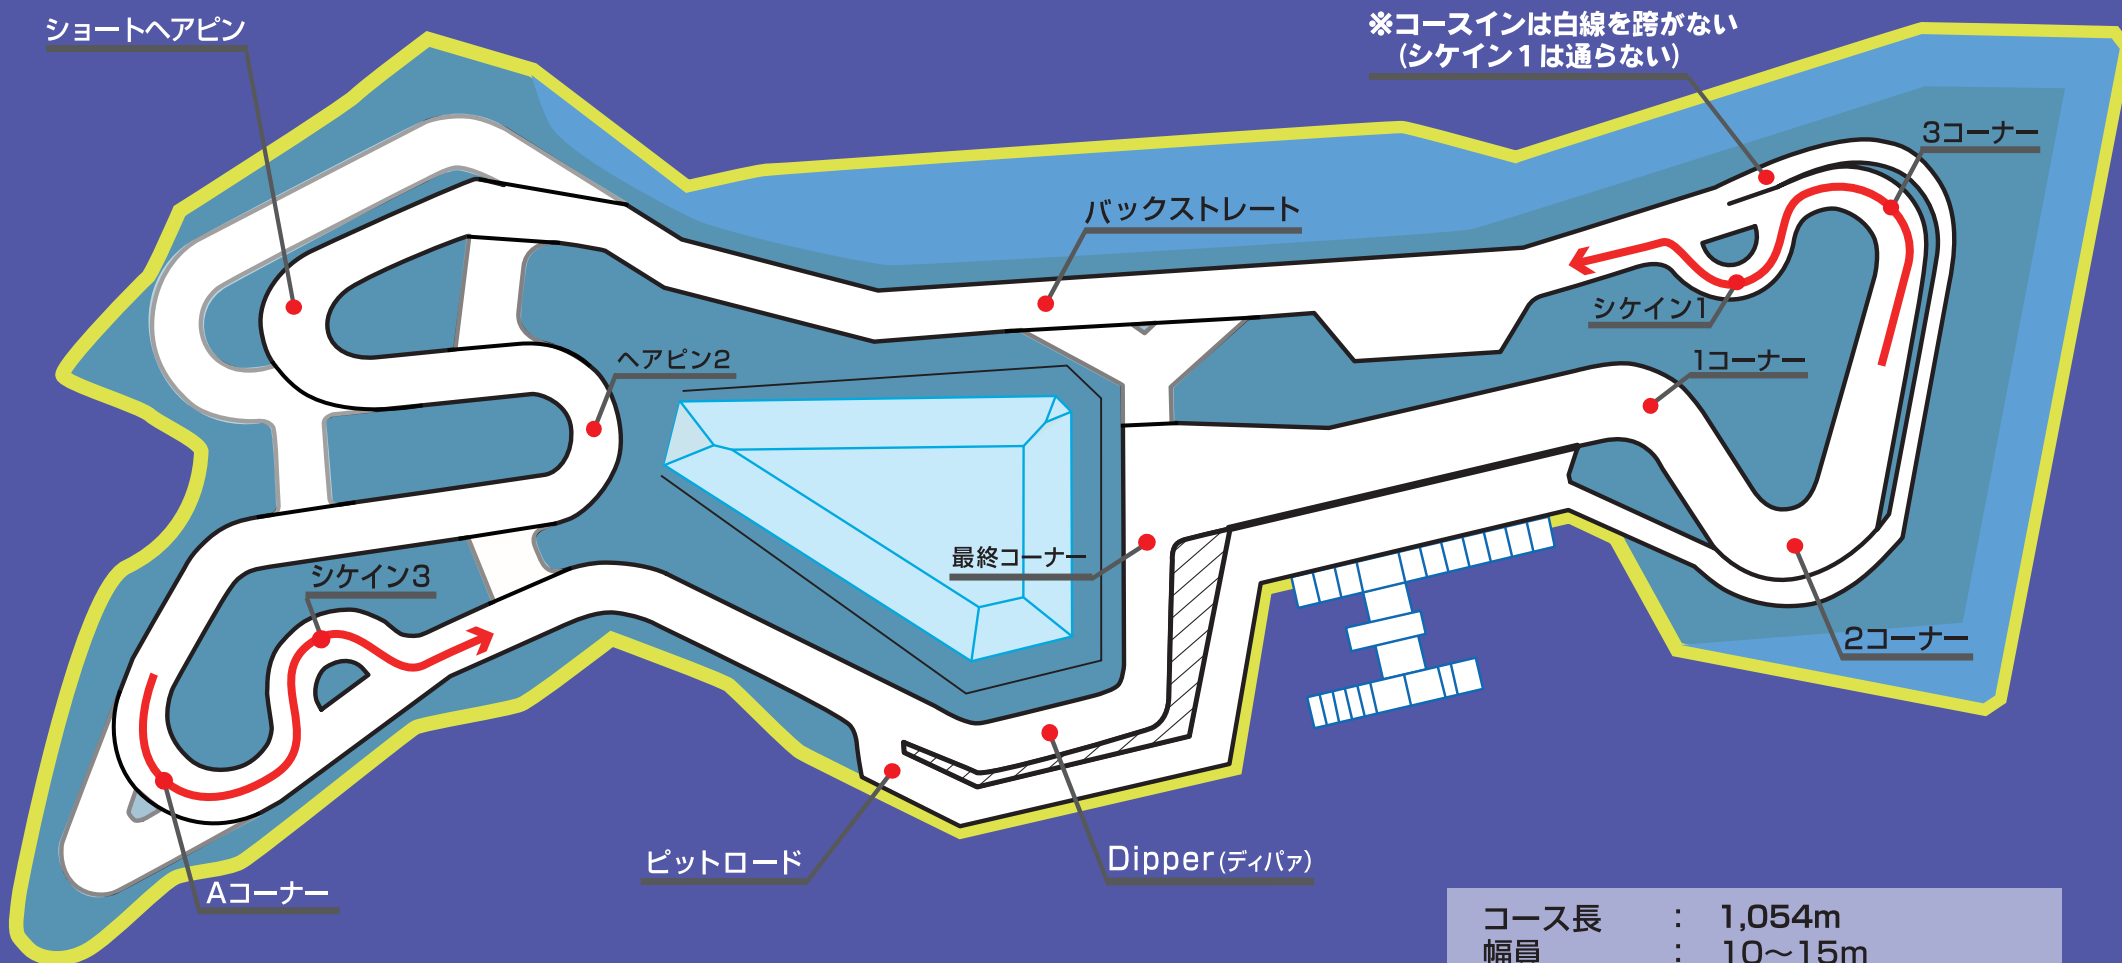 ショートヘアピン
※コースインは白線を跨がない
(シケイン1は通らない)
3コーナー
バックストレート
シケイン1
ヘアピン2
1コーナー
最終コーナー
シケイン3
2コーナー
ピットロード
Dipper(ディパァ)
Aコーナー
コース長 : 1,054m
幅員 : 10〜15m